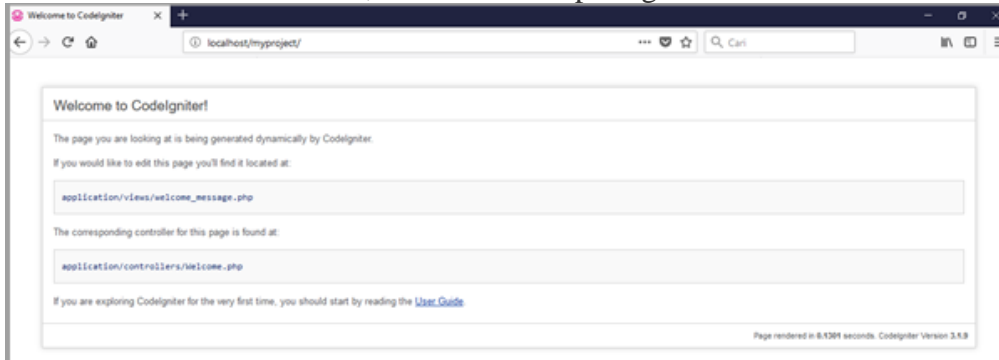 Welcome to CodeIgniter
localhost/myproject/
Cari
Welcome to CodeIgniter!
The page you are looking at is being generated dynamically by CodeIgniter.
If you would like to edit this page you'll find it located at:
application/views/welcome_message.php
The corresponding controller for this page is found at:
application/controllers/Welcome.php
If you are exploring CodeIgniter for the very first time, you should start by reading the User Guide.
Page rendered in seconds. CodeIgniter Version